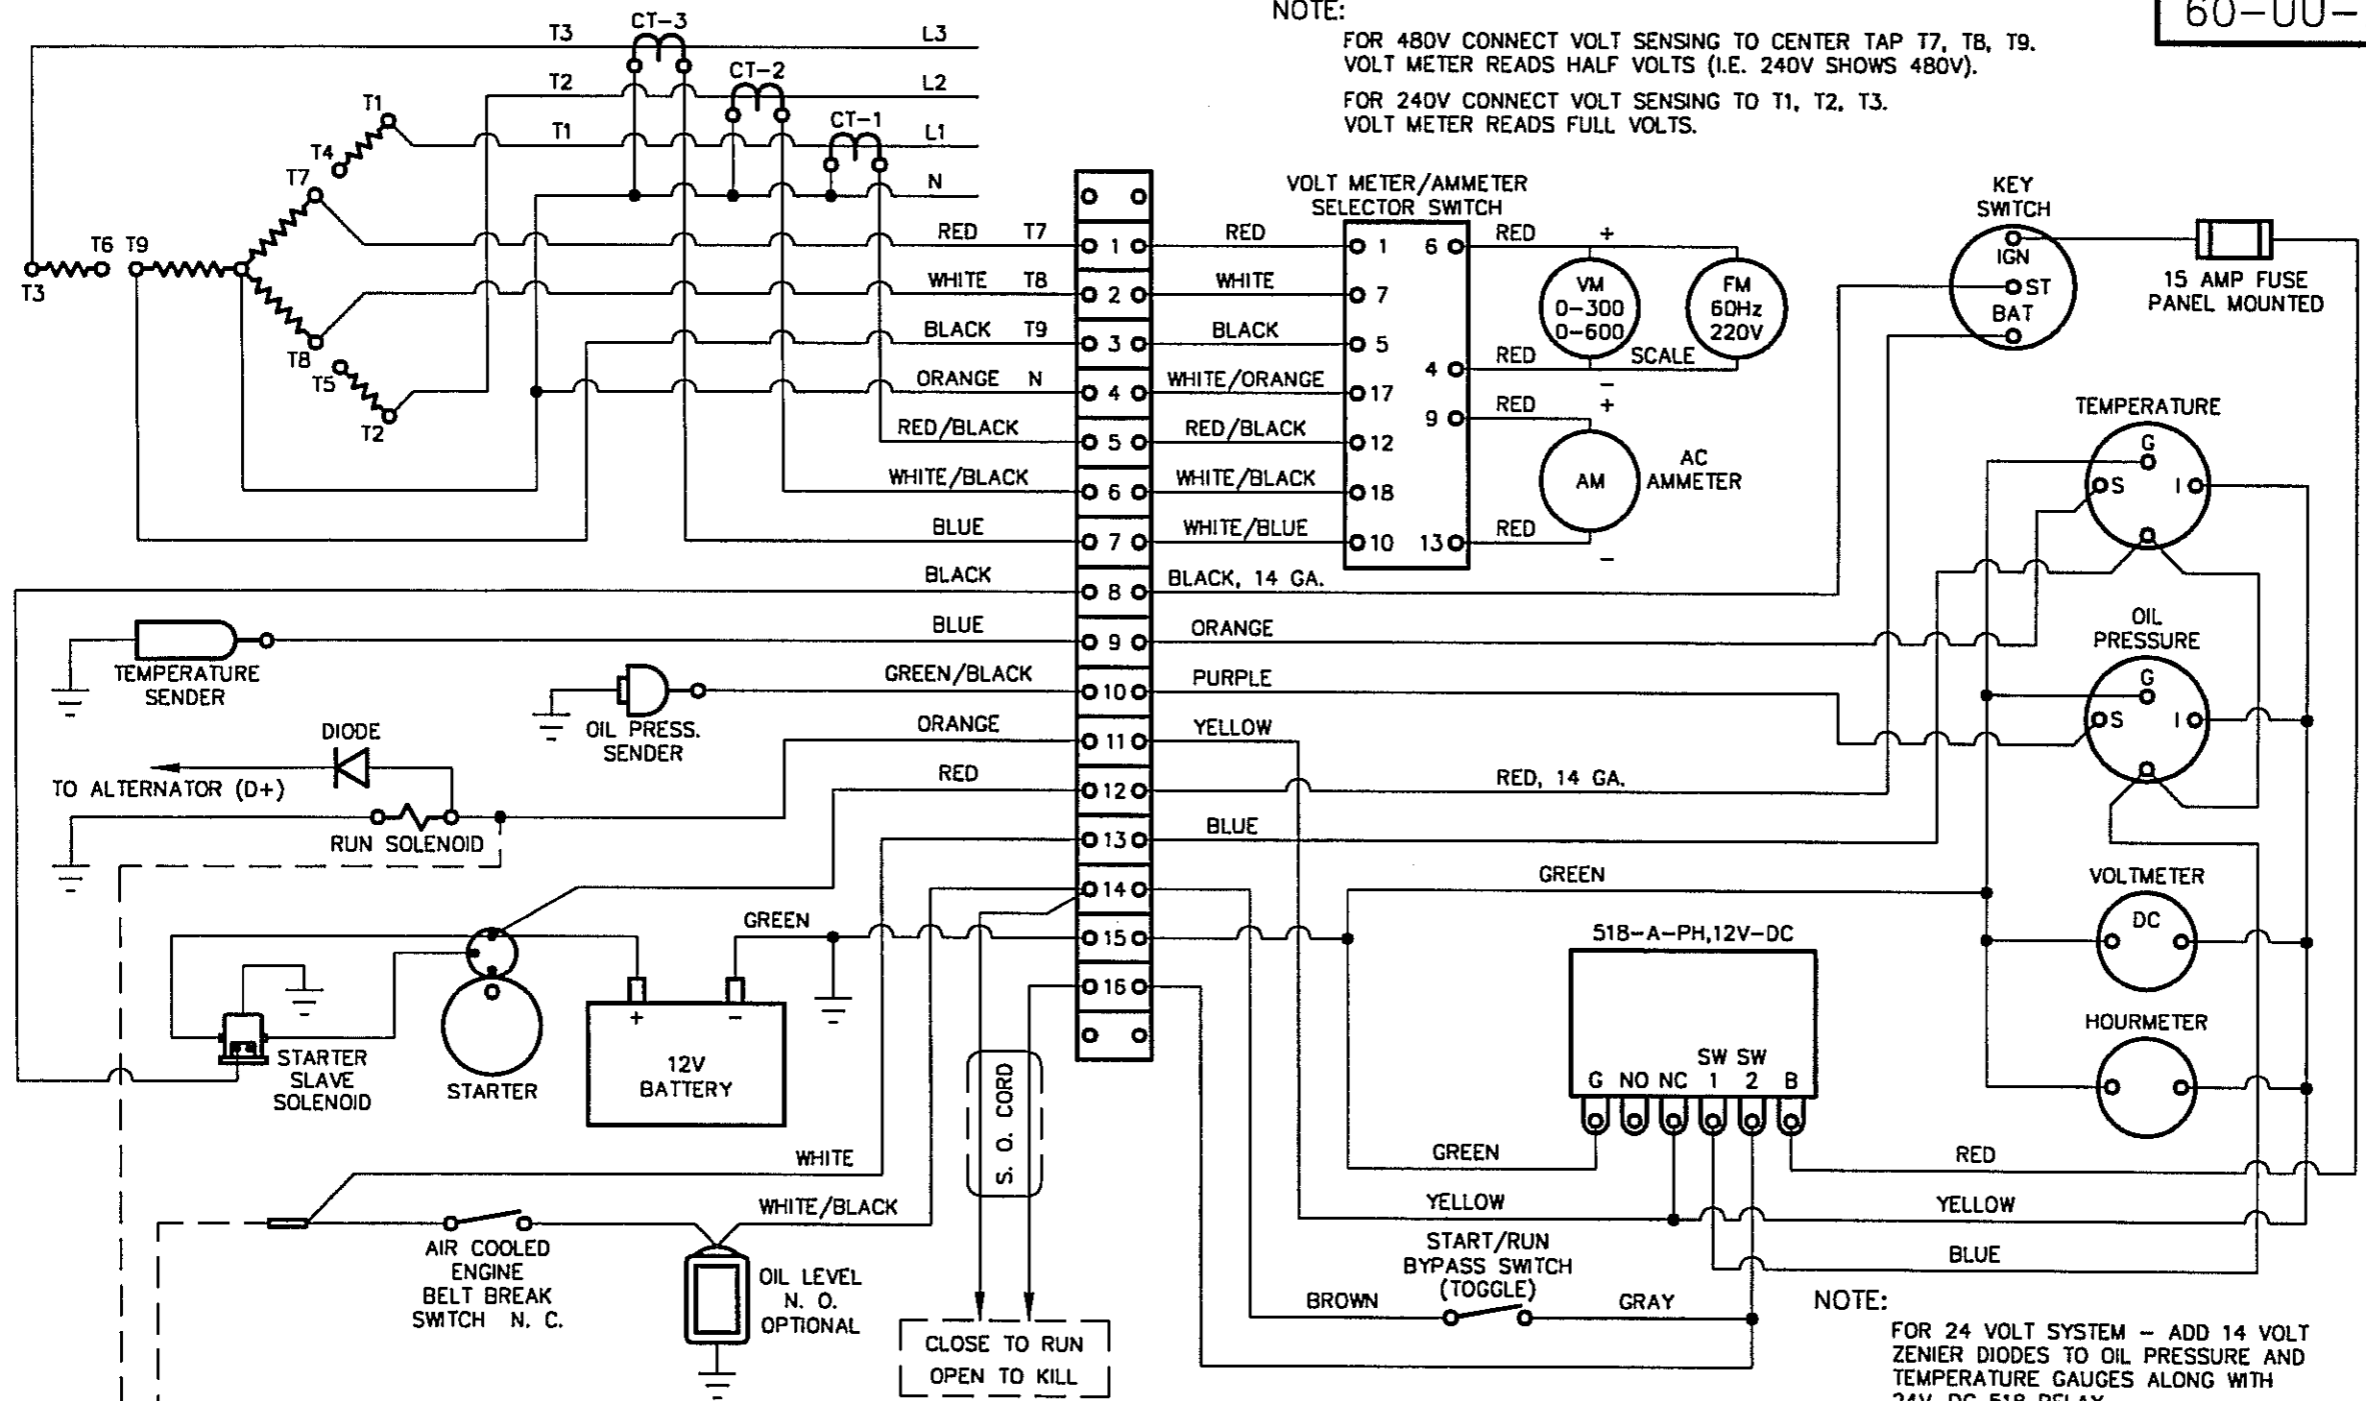 NOTE:
60-UU-
FOR 480V CONNECT VOLT SENSING TO CENTER TAP T7, T8, T9.
VOLT METER READS HALF VOLTS (I.E. 240V SHOWS 480V).
FOR 240V CONNECT VOLT SENSING TO T1, T2, T3.
VOLT METER READS FULL VOLTS.
T3
CT-3
L3
T2
CT-2
L2
T1
T1
CT-1
L1
T4
T7
N
T6
T9
T3
T8
T5
T2
RED
T7
WHITE
T8
BLACK
T9
ORANGE
N
RED/BLACK
WHITE/BLACK
BLUE
BLACK
BLUE
GREEN/BLACK
ORANGE
RED
1
2
3
4
5
6
7
8
9
10
11
12
13
14
15
16
RED
WHITE
BLACK
WHITE/ORANGE
RED/BLACK
WHITE/BLACK
WHITE/BLUE
BLACK, 14 GA.
ORANGE
PURPLE
YELLOW
RED, 14 GA.
BLUE
GREEN
VOLT METER/AMMETER
SELECTOR SWITCH
1
7
5
17
12
18
10
6
4
9
13
RED
+
RED
SCALE
−
RED
+
RED
−
VM
0-300
0-600
FM
60Hz
220V
AM
AC
AMMETER
KEY
SWITCH
IGN
ST
BAT
15 AMP FUSE
PANEL MOUNTED
TEMPERATURE
G
S
I
OIL
PRESSURE
G
S
I
VOLTMETER
DC
HOURMETER
TEMPERATURE
SENDER
OIL PRESS.
SENDER
DIODE
TO ALTERNATOR (D+)
RUN SOLENOID
GREEN
STARTER
SLAVE
SOLENOID
STARTER
+
−
12V
BATTERY
S. O. CORD
518-A-PH,12V-DC
SW SW
G NO NC 1 2 B
GREEN
RED
YELLOW
YELLOW
BLUE
WHITE
WHITE/BLACK
AIR COOLED
ENGINE
BELT BREAK
SWITCH N. C.
OIL LEVEL
N. O.
OPTIONAL
CLOSE TO RUN
OPEN TO KILL
START/RUN
BYPASS SWITCH
(TOGGLE)
BROWN
GRAY
NOTE:
FOR 24 VOLT SYSTEM - ADD 14 VOLT
ZENIER DIODES TO OIL PRESSURE AND
TEMPERATURE GAUGES ALONG WITH
24V-DC 518 RELAY